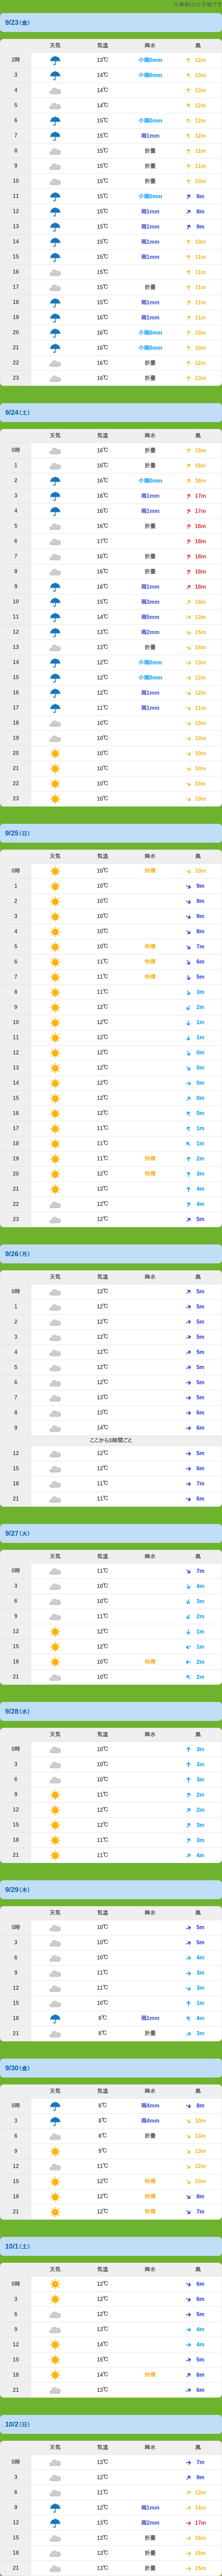 9/23（金）
天気 気温 降水 風
2時 13℃ 小雨0mm 12m
3 14℃ 小雨0mm 13m
4 14℃ 13m
5 14℃ 12m
6 15℃ 小雨0mm 12m
7 15℃ 雨1mm 12m
8 15℃ 折曇 11m
9 15℃ 折曇 11m
10 15℃ 折曇 10m
11 15℃ 小雨0mm 9m
12 15℃ 雨1mm 8m
13 15℃ 雨1mm 9m
14 15℃ 雨1mm 10m
15 15℃ 雨1mm 11m
16 15℃ 11m
17 15℃ 折曇 11m
18 15℃ 雨1mm 11m
19 16℃ 雨1mm 11m
20 16℃ 小雨0mm 10m
21 16℃ 小雨0mm 10m
22 16℃ 折曇 12m
23 16℃ 折曇 13m
9/24（土）
天気 気温 降水 風
0時 16℃ 折曇 15m
1 16℃ 折曇 16m
2 16℃ 小雨0mm 16m
3 16℃ 雨1mm 17m
4 16℃ 雨1mm 17m
5 16℃ 折曇 18m
6 17℃ 18m
7 16℃ 折曇 18m
8 16℃ 折曇 18m
9 16℃ 雨1mm 18m
10 15℃ 雨3mm 14m
11 14℃ 雨5mm 13m
12 13℃ 雨2mm 15m
13 13℃ 折曇 14m
14 12℃ 小雨0mm 13m
15 12℃ 小雨0mm 12m
16 12℃ 雨1mm 12m
17 11℃ 雨1mm 11m
18 10℃ 10m
19 10℃ 10m
20 10℃ 10m
21 10℃ 10m
22 10℃ 10m
23 10℃ 10m
9/25（日）
天気 気温 降水 風
0時 10℃ 快晴 10m
1 10℃ 9m
2 10℃ 9m
3 10℃ 9m
4 10℃ 8m
5 10℃ 快晴 7m
6 11℃ 快晴 6m
7 11℃ 快晴 5m
8 11℃ 3m
9 12℃ 2m
10 12℃ 1m
11 12℃ 1m
12 12℃ 0m
13 12℃ 0m
14 12℃ 0m
15 12℃ 0m
16 12℃ 0m
17 11℃ 1m
18 11℃ 1m
19 11℃ 快晴 2m
20 12℃ 快晴 3m
21 13℃ 4m
22 12℃ 4m
23 12℃ 5m
9/26（月）
天気 気温 降水 風
0時 12℃ 5m
1 12℃ 5m
2 12℃ 5m
3 12℃ 5m
4 12℃ 5m
5 12℃ 5m
6 12℃ 5m
7 13℃ 5m
8 13℃ 6m
9 14℃ 6m
ここから3時間ごと
12 12℃ 5m
15 12℃ 6m
18 11℃ 7m
21 11℃ 6m
9/27（火）
天気 気温 降水 風
0時 11℃ 7m
3 10℃ 4m
6 10℃ 3m
9 11℃ 2m
12 12℃ 1m
15 12℃ 1m
18 10℃ 快晴 2m
21 10℃ 2m
9/28（水）
天気 気温 降水 風
0時 10℃ 3m
3 10℃ 3m
6 10℃ 3m
9 11℃ 2m
12 12℃ 2m
15 12℃ 3m
18 11℃ 3m
21 11℃ 4m
9/29（木）
天気 気温 降水 風
0時 10℃ 5m
3 10℃ 5m
6 10℃ 4m
9 11℃ 3m
12 11℃ 3m
15 10℃ 1m
18 8℃ 雨1mm 4m
21 8℃ 折曇 3m
9/30（金）
天気 気温 降水 風
0時 8℃ 雨4mm 8m
3 8℃ 雨4mm 10m
6 8℃ 折曇 13m
9 9℃ 13m
12 11℃ 12m
15 12℃ 快晴 10m
18 12℃ 快晴 8m
21 12℃ 快晴 7m
10/1（土）
天気 気温 降水 風
0時 12℃ 6m
3 12℃ 6m
6 12℃ 5m
9 13℃ 4m
12 14℃ 4m
15 15℃ 5m
18 14℃ 快晴 6m
21 13℃ 6m
10/2（日）
天気 気温 降水 風
0時 13℃ 7m
3 12℃ 9m
6 11℃ 13m
9 12℃ 雨1mm 14m
12 13℃ 雨2mm 17m
15 13℃ 折曇 15m
18 13℃ 折曇 15m
21 13℃ 折曇 15m